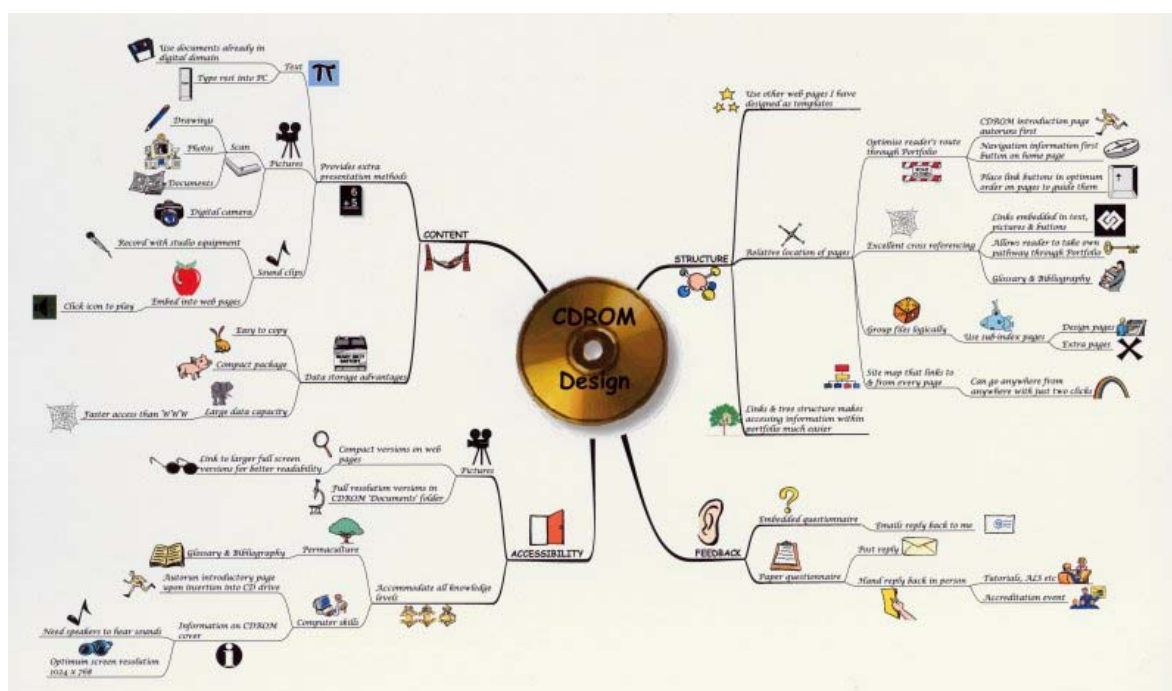 CDROM
Design
CONTENT
Provides extra
presentation methods
Text
Use documents already in
digital domain
Type rest into PC
Pictures
Scan
Drawings
Photos
Documents
Digital camera
Sound clips
Record with studio equipment
Embed into web pages
Click icon to play
6
+ 5
Data storage advantages
Easy to copy
Compact package
Large data capacity
Faster access than WWW
STRUCTURE
Use other web pages I have
designed as templates
Relative location of pages
Optimise reader's route
through Portfolio
CDROM introduction page
autoruns first
Navigation information first
button on home page
Place link buttons in optimum
order on pages to guide them
Excellent cross referencing
Links embedded in text,
pictures & buttons
Allows reader to take own
pathway through Portfolio
Glossary & Bibliography
Group files logically
Use sub-index pages
Design pages
Extra pages
Site map that links to
& from every page
Can go anywhere from
anywhere with just two clicks
Links & tree structure makes
accessing information within
portfolio much easier
ACCESSIBILITY
Pictures
Compact versions on web
pages
Link to larger full screen
versions for better readability
Full resolution versions in
CDROM 'Documents' folder
Accommodate all knowledge
levels
Permaculture
Glossary & Bibliography
Computer skills
Autorun introductory page
upon insertion into CD drive
Information on CDROM
cover
Need speakers to hear sounds
Optimum screen resolution
1024 x 768
FEEDBACK
Embedded questionnaire
Emails reply back to me
Paper questionnaire
Post reply
Hand reply back in person
Tutorials, ALS etc
Accreditation event